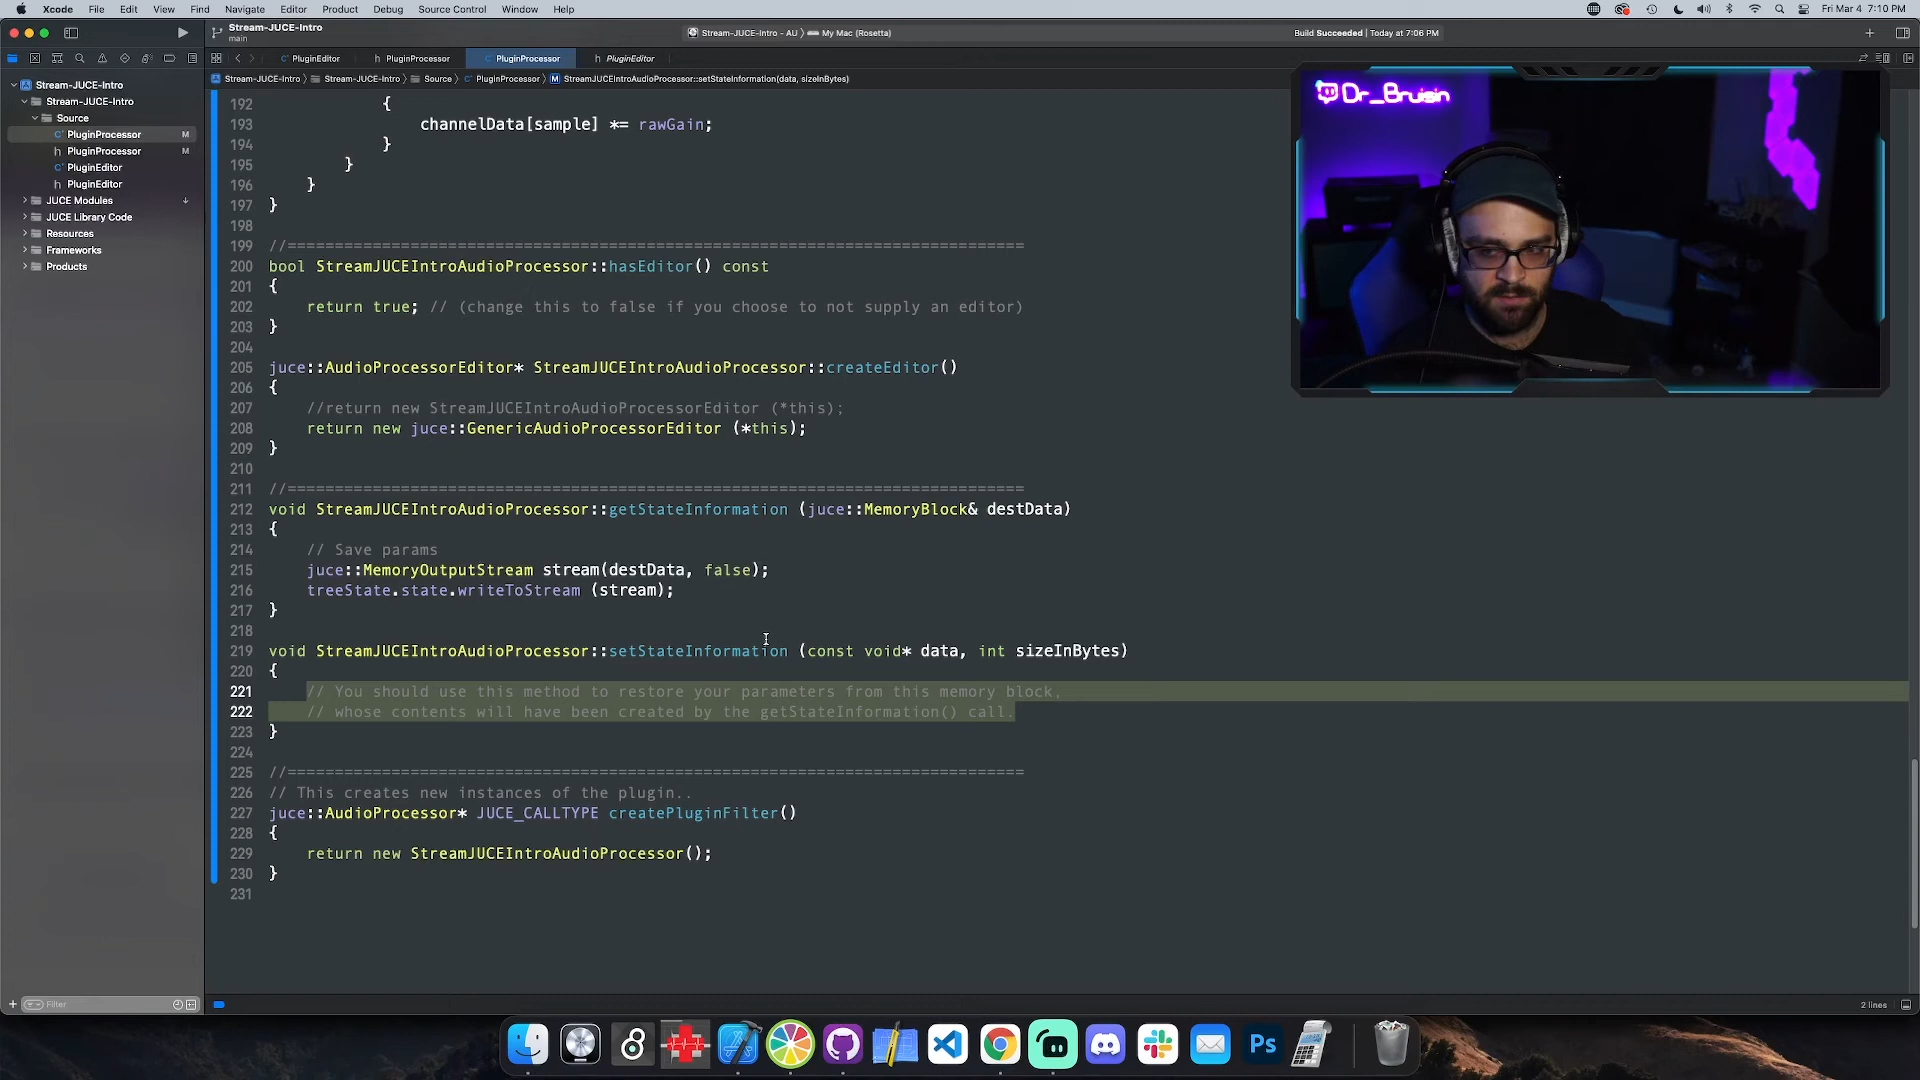 Xcode File Edit View Find Navigate Editor Product Debug Source Control Window Help Fri Mar 4 7:10 PM
Stream-JUCE-Intro
main
Stream-JUCE-Intro - AU 〉 My Mac (Rosetta)
Build Succeeded | Today at 7:06 PM
PluginEditor PluginProcessor PluginProcessor PluginEditor
Stream-JUCE-Intro 〉 Stream-JUCE-Intro 〉 Source 〉 PluginProcessor 〉 M StreamJUCEIntroAudioProcessor::setStateInformation(data, sizeInBytes)
Stream-JUCE-Intro
Stream-JUCE-Intro
Source
PluginProcessor M
PluginProcessor M
PluginEditor
PluginEditor
JUCE Modules
JUCE Library Code
Resources
Frameworks
Products
Filter
192 {
193 channelData[sample] *= rawGain;
194 }
195 }
196 }
197 }
198
199 //==============================================================================
200 bool StreamJUCEIntroAudioProcessor::hasEditor() const
201 {
202 return true; // (change this to false if you choose to not supply an editor)
203 }
204
205 juce::AudioProcessorEditor* StreamJUCEIntroAudioProcessor::createEditor()
206 {
207 //return new StreamJUCEIntroAudioProcessorEditor (*this);
208 return new juce::GenericAudioProcessorEditor (*this);
209 }
210
211 //==============================================================================
212 void StreamJUCEIntroAudioProcessor::getStateInformation (juce::MemoryBlock& destData)
213 {
214 // Save params
215 juce::MemoryOutputStream stream(destData, false);
216 treeState.state.writeToStream (stream);
217 }
218
219 void StreamJUCEIntroAudioProcessor::setStateInformation (const void* data, int sizeInBytes)
220 {
221 // You should use this method to restore your parameters from this memory block,
222 // whose contents will have been created by the getStateInformation() call.
223 }
224
225 //==============================================================================
226 // This creates new instances of the plugin..
227 juce::AudioProcessor* JUCE_CALLTYPE createPluginFilter()
228 {
229 return new StreamJUCEIntroAudioProcessor();
230 }
231
Dr_Bruisin
2 lines
Ps